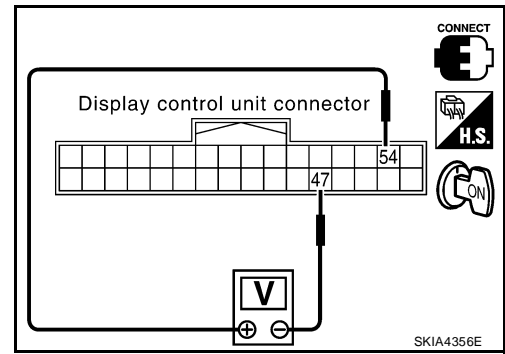 CONNECT
Display control unit connector
H.S.
54
47
ON
V
+ −
SKIA4356E